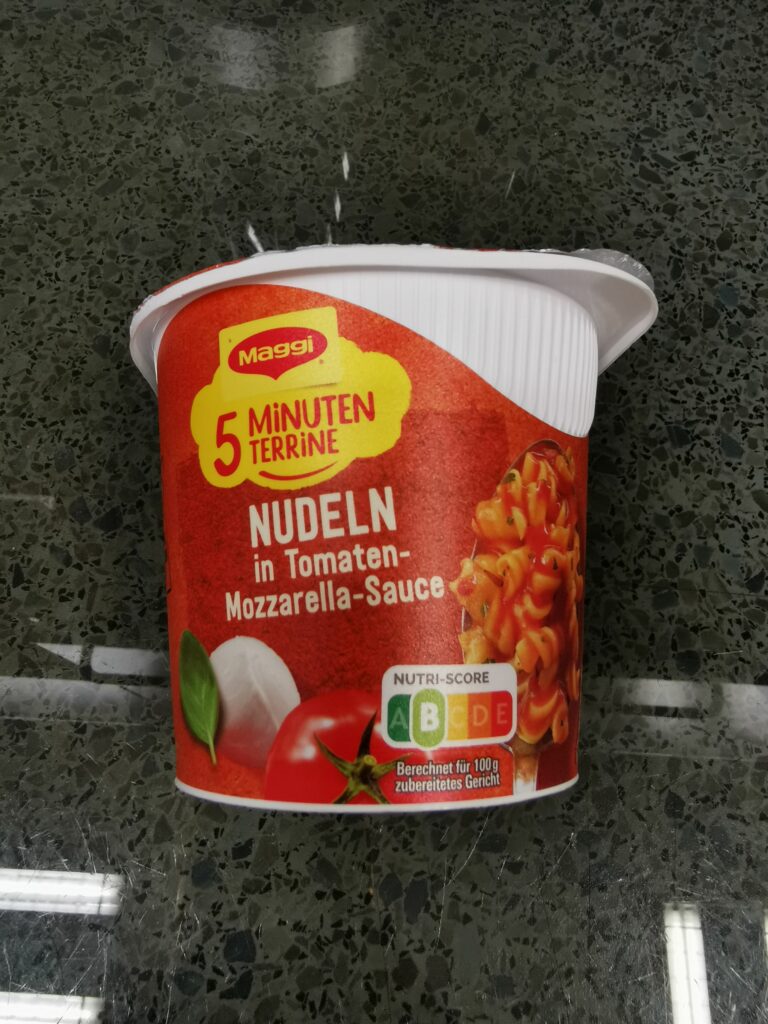 Maggi
5 MiNUTEN
TERRiNE
NUDELN
in Tomaten-
Mozzarella-Sauce
NUTRI-SCORE
A B C D E
Berechnet für 100g
zubereitetes Gericht